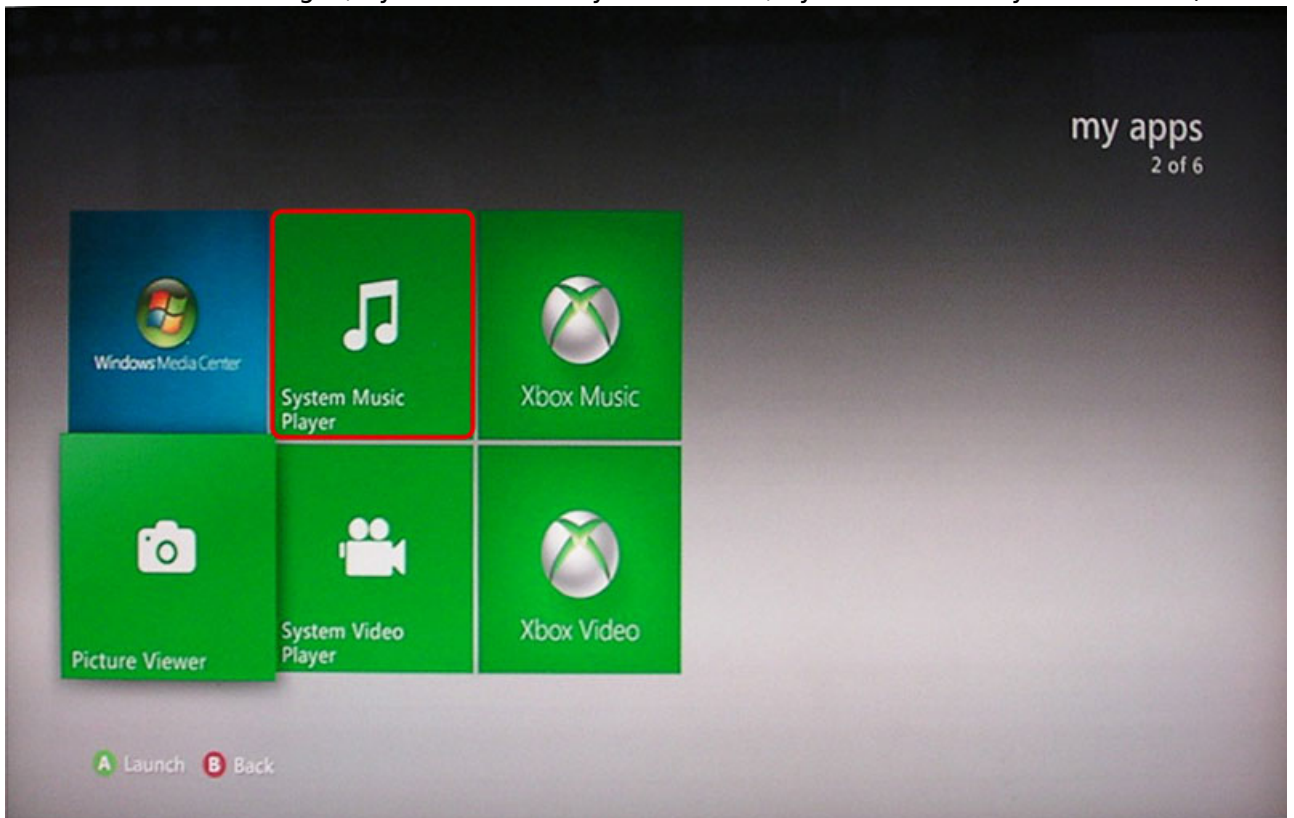 my apps
2 of 6
Windows Media Center
System Music
Player
Xbox Music
Picture Viewer
System Video
Player
Xbox Video
A Launch B Back